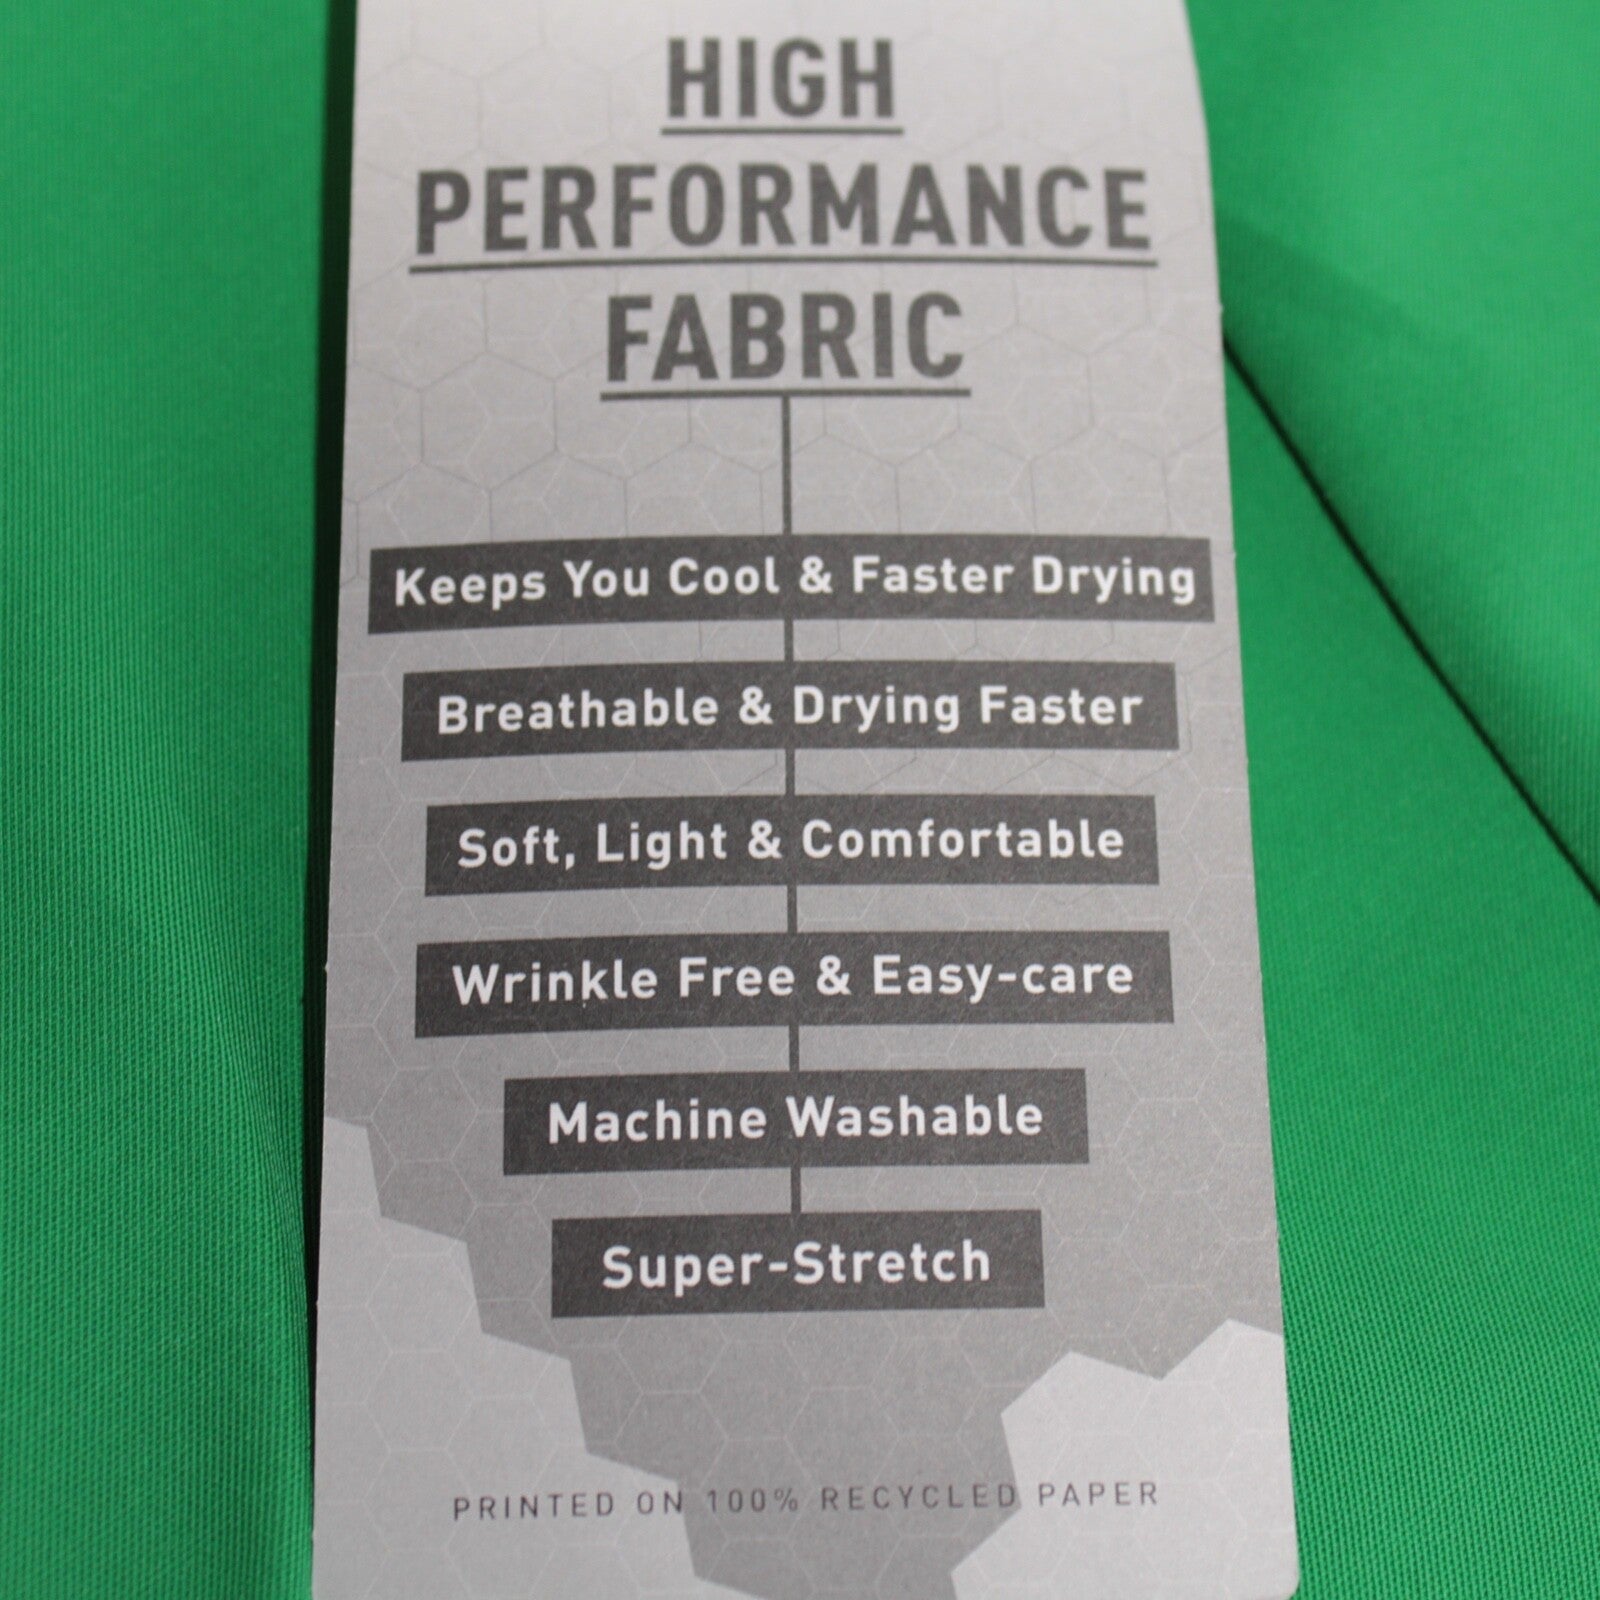 HIGH
PERFORMANCE
FABRIC
Keeps You Cool & Faster Drying
Breathable & Drying Faster
Soft, Light & Comfortable
Wrinkle Free & Easy-care
Machine Washable
Super-Stretch
PRINTED ON 100% RECYCLED PAPER